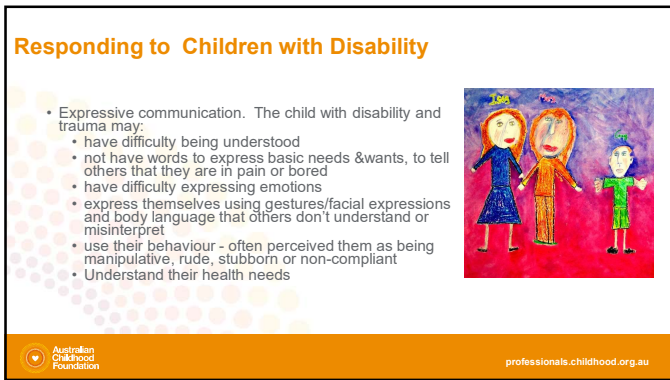 Responding to  Children with Disability
• Expressive communication.  The child with disability and
trauma may:
• have difficulty being understood
• not have words to express basic needs &wants, to tell
others that they are in pain or bored
• have difficulty expressing emotions
• express themselves using gestures/facial expressions
and body language that others don't understand or
misinterpret
• use their behaviour - often perceived them as being
manipulative, rude, stubborn or non-compliant
• Understand their health needs
Australian
Childhood
Foundation
professionals.childhood.org.au